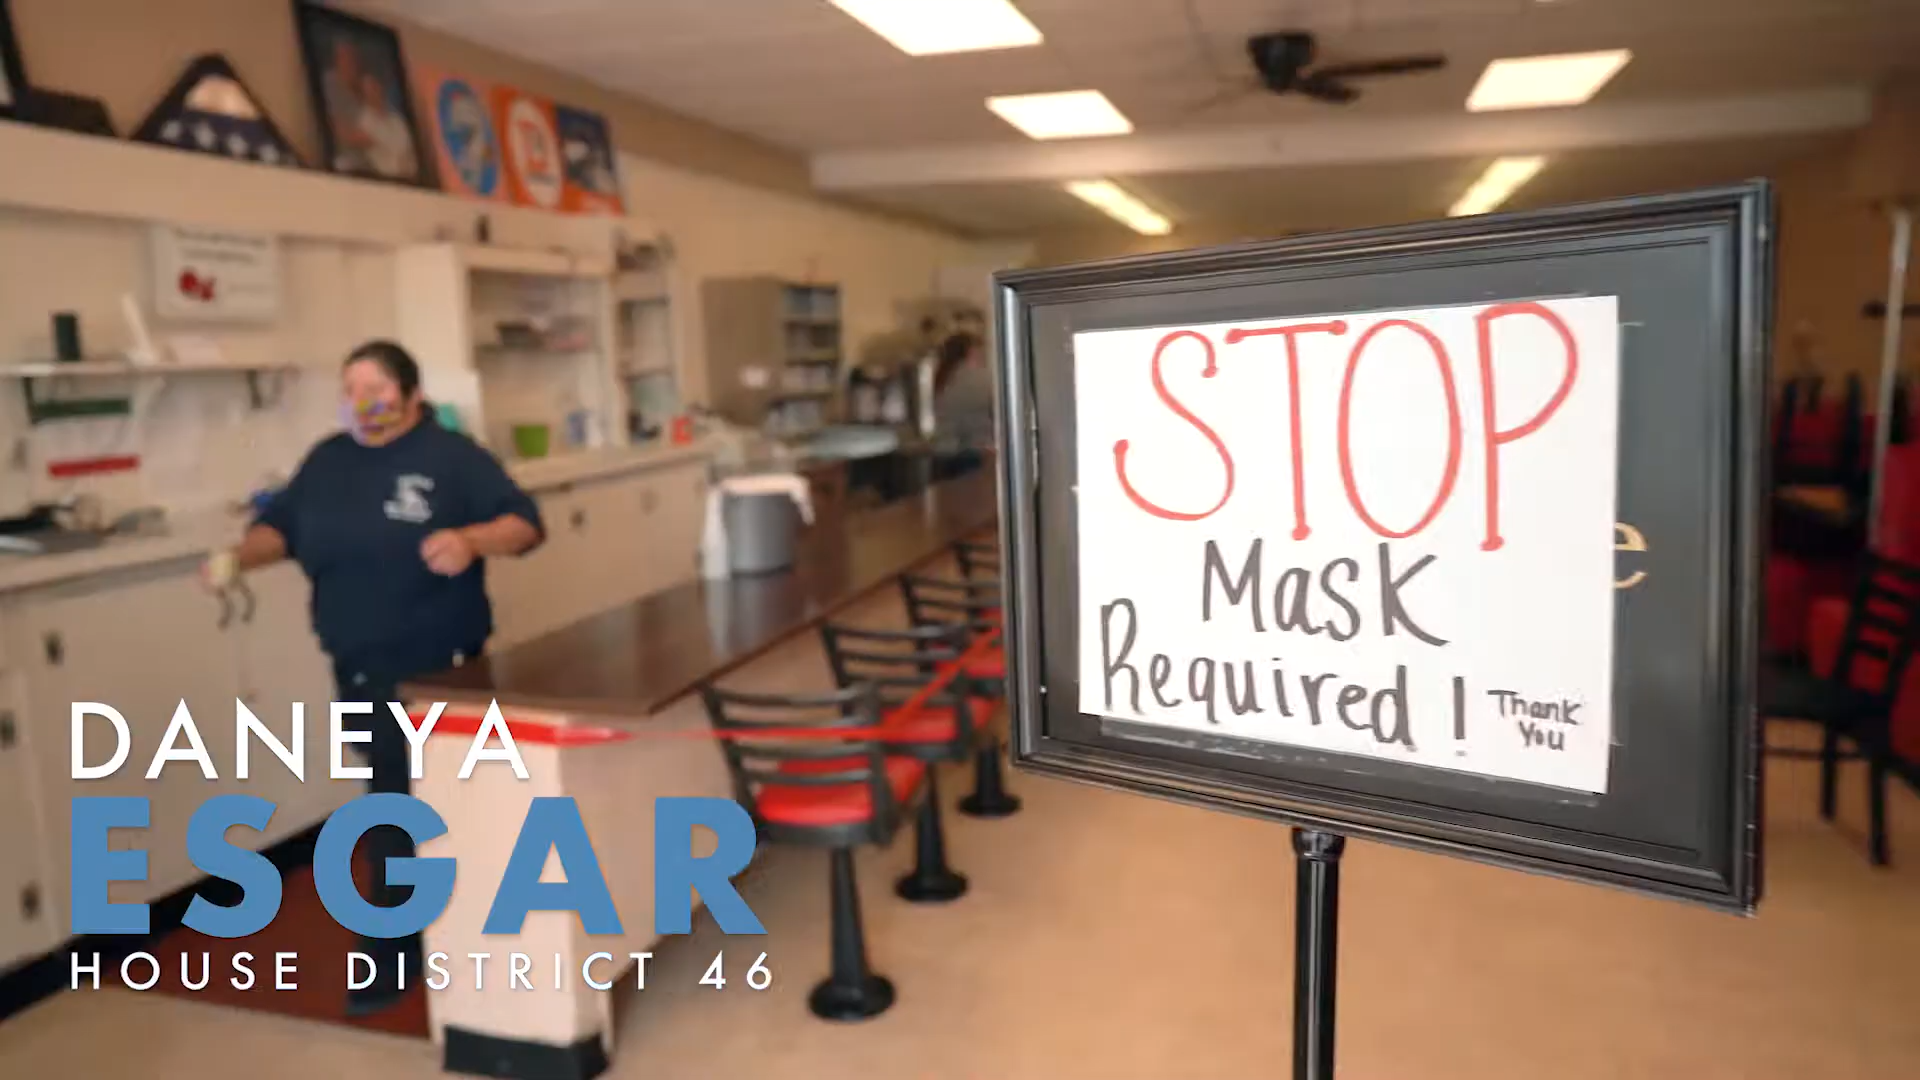 STOP
Mask
Required!
Thank
You
e
DANEYA
ESGAR
HOUSE DISTRICT 46